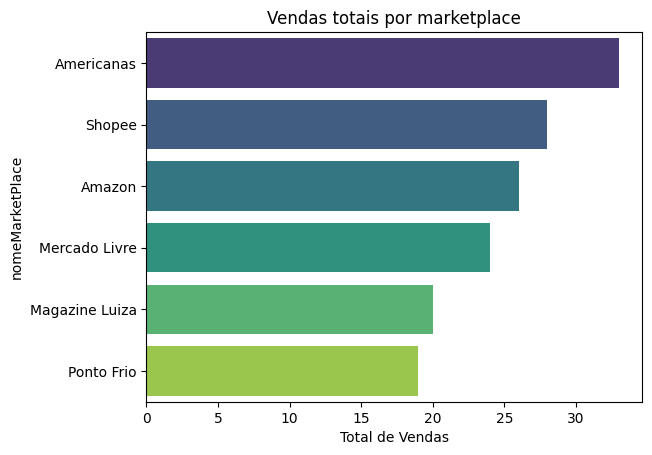 Vendas totais por marketplace
nomeMarketPlace
Americanas
Shopee
Amazon
Mercado Livre
Magazine Luiza
Ponto Frio
0 5 10 15 20 25 30
Total de Vendas